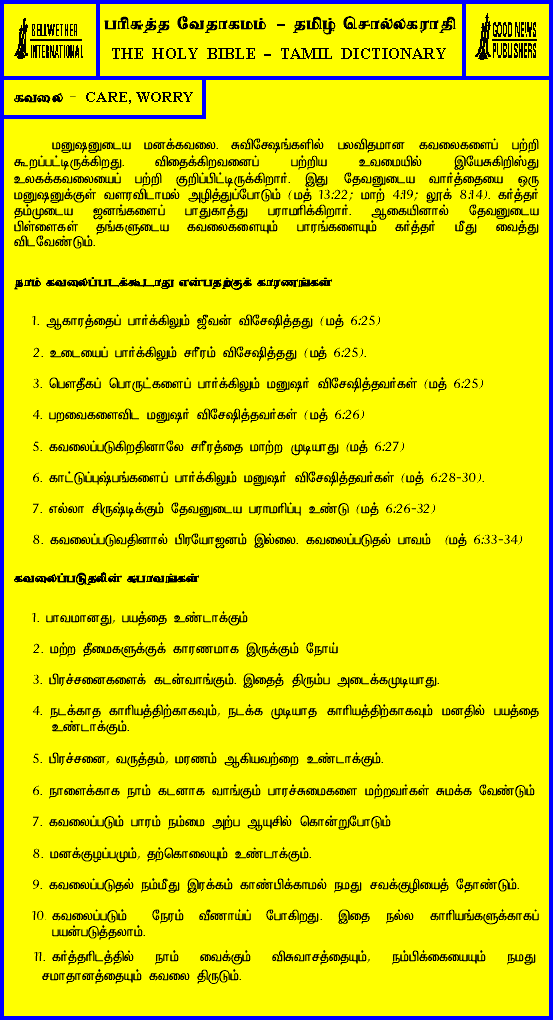 BELLWETHER
INTERNATIONAL
பரிசுத்த வேதாகமம் - தமிழ் சொல்லகராதி
THE HOLY BIBLE - TAMIL DICTIONARY
GOOD NEWS
PUBLISHERS
கவலை - CARE, WORRY
மனுஷனுடைய மனக்கவலை. சுவிசேஷங்களில் பலவிதமான கவலைகளைப் பற்றி
கூறப்பட்டிருக்கிறது. விதைக்கிறவனைப் பற்றிய உவமையில் இயேசுகிறிஸ்து
உலகக்கவலையைப் பற்றி குறிப்பிட்டிருக்கிறார். இது தேவனுடைய வார்த்தையை ஒரு
மனுஷனுக்குள் வளரவிடாமல் அழித்துப்போடும் (மத் 13:22; மாற் 4:19; லூக் 8:14). கர்த்தர்
தம்முடைய ஜனங்களைப் பாதுகாத்து பராமரிக்கிறார். ஆகையினால் தேவனுடைய
பிள்ளைகள் தங்களுடைய கவலைகளையும் பாரங்களையும் கர்த்தர் மீது வைத்து
விடவேண்டும்.
நாம் கவலைப்படக்கூடாது என்பதற்குக் காரணங்கள்
1. ஆகாரத்தைப் பார்க்கிலும் ஜீவன் விசேஷித்தது (மத் 6:25)
2. உடையைப் பார்க்கிலும் சரீரம் விசேஷித்தது (மத் 6:25).
3. பௌதீகப் பொருட்களைப் பார்க்கிலும் மனுஷர் விசேஷித்தவர்கள் (மத் 6:25)
4. பறவைகளைவிட மனுஷர் விசேஷித்தவர்கள் (மத் 6:26)
5. கவலைப்படுகிறதினாலே சரீரத்தை மாற்ற முடியாது (மத் 6:27)
6. காட்டுப்புஷ்பங்களைப் பார்க்கிலும் மனுஷர் விசேஷித்தவர்கள் (மத் 6:28-30).
7. எல்லா சிருஷ்டிக்கும் தேவனுடைய பராமரிப்பு உண்டு (மத் 6:26-32)
8. கவலைப்படுவதினால் பிரயோஜனம் இல்லை. கவலைப்படுதல் பாவம் (மத் 6:33-34)
கவலைப்படுதலின் சுபாவங்கள்
1. பாவமானது, பயத்தை உண்டாக்கும்
2. மற்ற தீமைகளுக்குக் காரணமாக இருக்கும் நோய்
3. பிரச்சனைகளைக் கடன்வாங்கும். இதைத் திரும்ப அடைக்கமுடியாது.
4. நடக்காத காரியத்திற்காகவும், நடக்க முடியாத காரியத்திற்காகவும் மனதில் பயத்தை
உண்டாக்கும்.
5. பிரச்சனை, வருத்தம், மரணம் ஆகியவற்றை உண்டாக்கும்.
6. நாளைக்காக நாம் கடனாக வாங்கும் பாரச்சுமைகளை மற்றவர்கள் சுமக்க வேண்டும்
7. கவலைப்படும் பாரம் நம்மை அற்ப ஆயுசில் கொன்றுபோடும்
8. மனக்குழப்பமும், தற்கொலையும் உண்டாக்கும்.
9. கவலைப்படுதல் நம்மீது இரக்கம் காண்பிக்காமல் நமது சவக்குழியைத் தோண்டும்.
10. கவலைப்படும் நேரம் வீணாய்ப் போகிறது. இதை நல்ல காரியங்களுக்காகப்
பயன்படுத்தலாம்.
11. கர்த்தரிடத்தில் நாம் வைக்கும் விசுவாசத்தையும், நம்பிக்கையையும் நமது
சமாதானத்தையும் கவலை திருடும்.